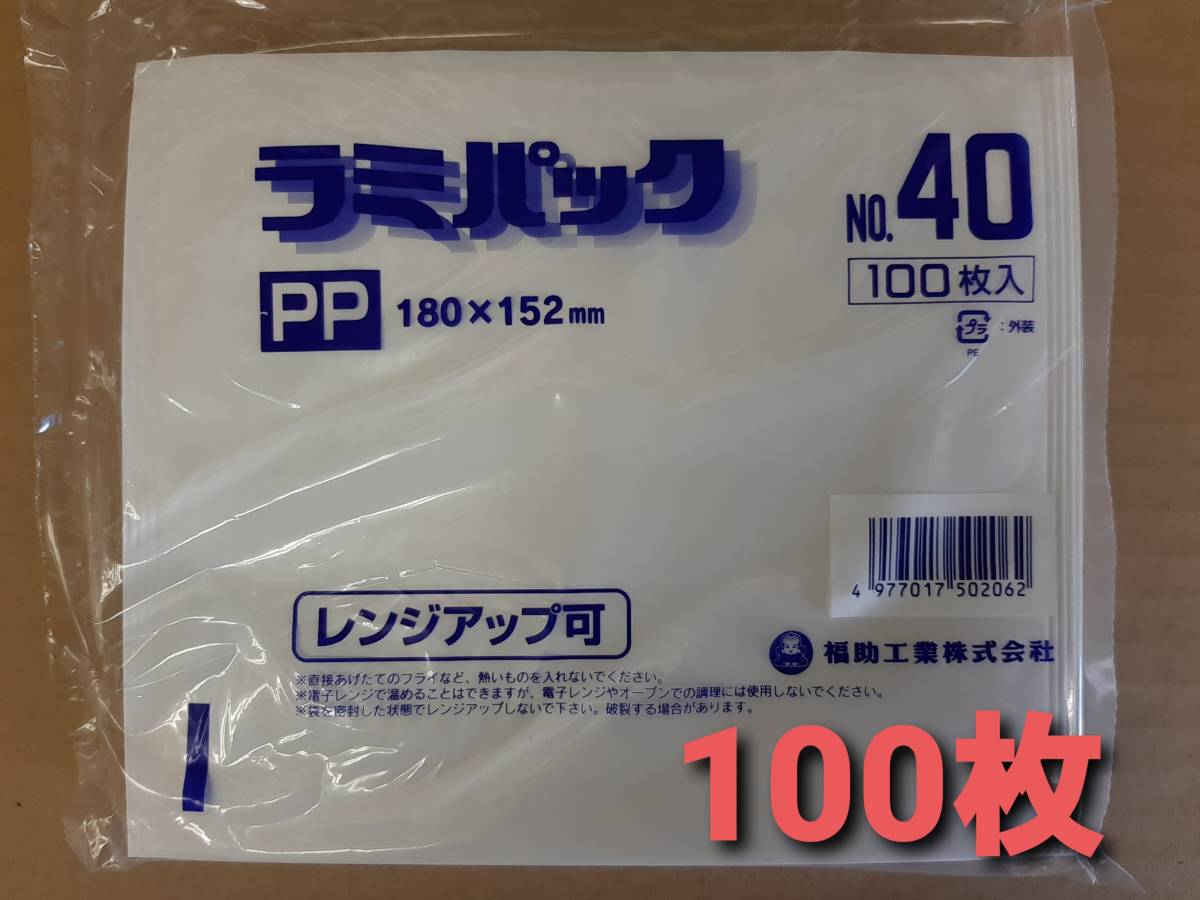 ラミパック
NO.40
100枚入
PP 180×152mm
プラ :外装
PE
4 977017 502062
レンジアップ可
福助工業株式会社
※直接あげたてのフライなど、熱いものを入れないでください。
※電子レンジで温めることはできますが、電子レンジやオーブンでの調理には使用しないでください。
※袋を密封した状態でレンジアップしないで下さい。破裂する場合があります。
100枚